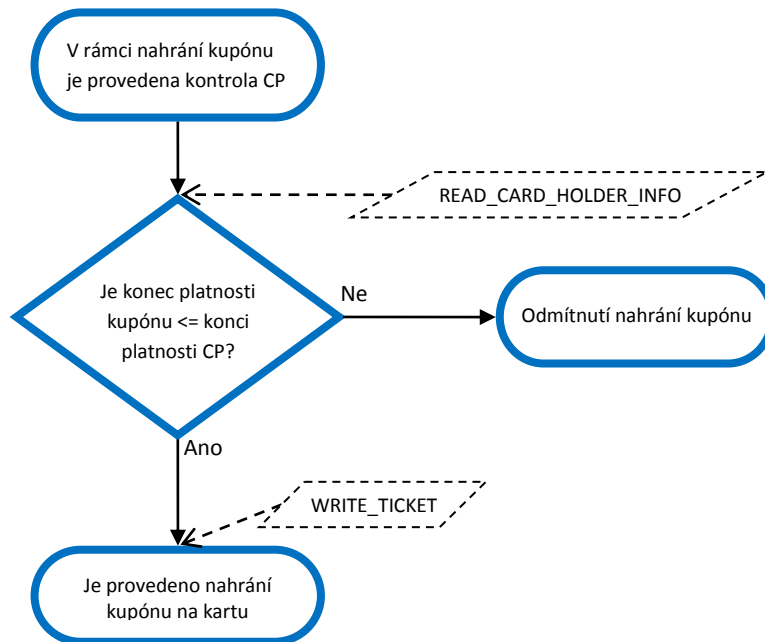 V rámci nahrání kupónu
je provedena kontrola CP
READ_CARD_HOLDER_INFO
Je konec platnosti
kupónu <= konci
platnosti CP?
Ne
Odmítnutí nahrání kupónu
Ano
WRITE_TICKET
Je provedeno nahrání
kupónu na kartu